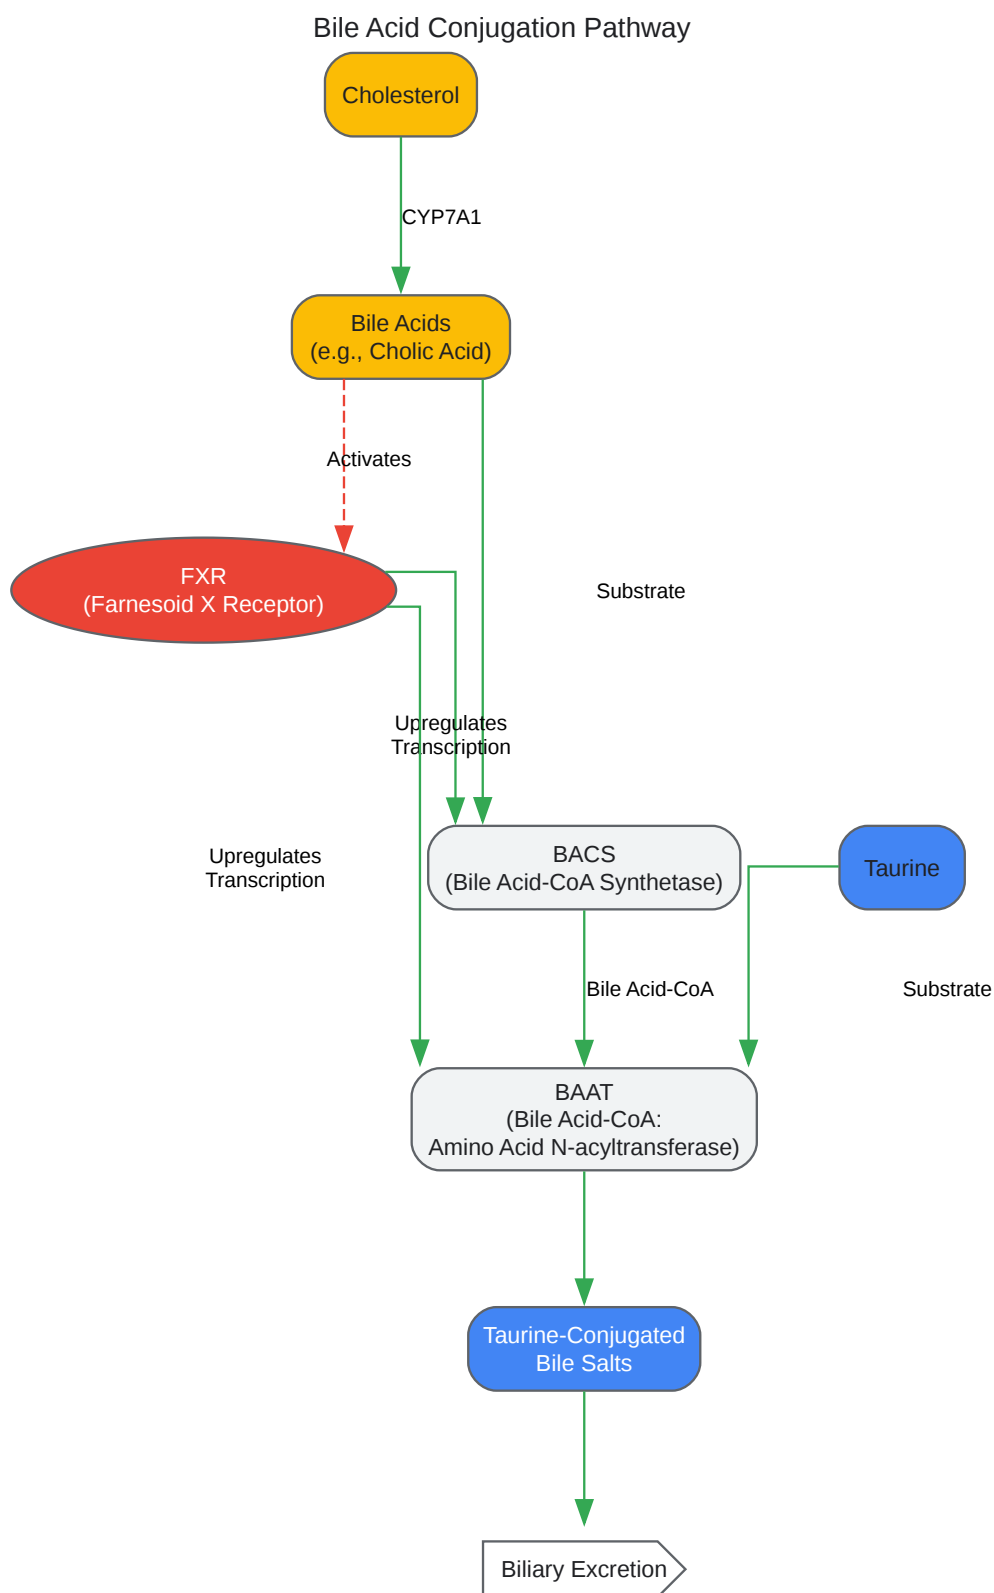 Bile Acid Conjugation Pathway
Cholesterol
CYP7A1
Bile Acids
(e.g., Cholic Acid)
Activates
FXR
(Farnesoid X Receptor)
Substrate
Upregulates
Transcription
Upregulates
Transcription
BACS
(Bile Acid-CoA Synthetase)
Taurine
Bile Acid-CoA
Substrate
BAAT
(Bile Acid-CoA:
Amino Acid N-acyltransferase)
Taurine-Conjugated
Bile Salts
Biliary Excretion